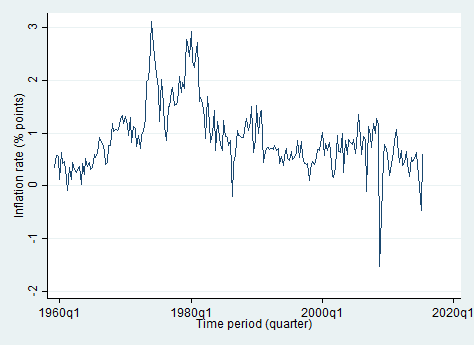 Inflation rate (% points)
3
2
1
0
-1
-2
1960q1 1980q1 2000q1 2020q1
Time period (quarter)